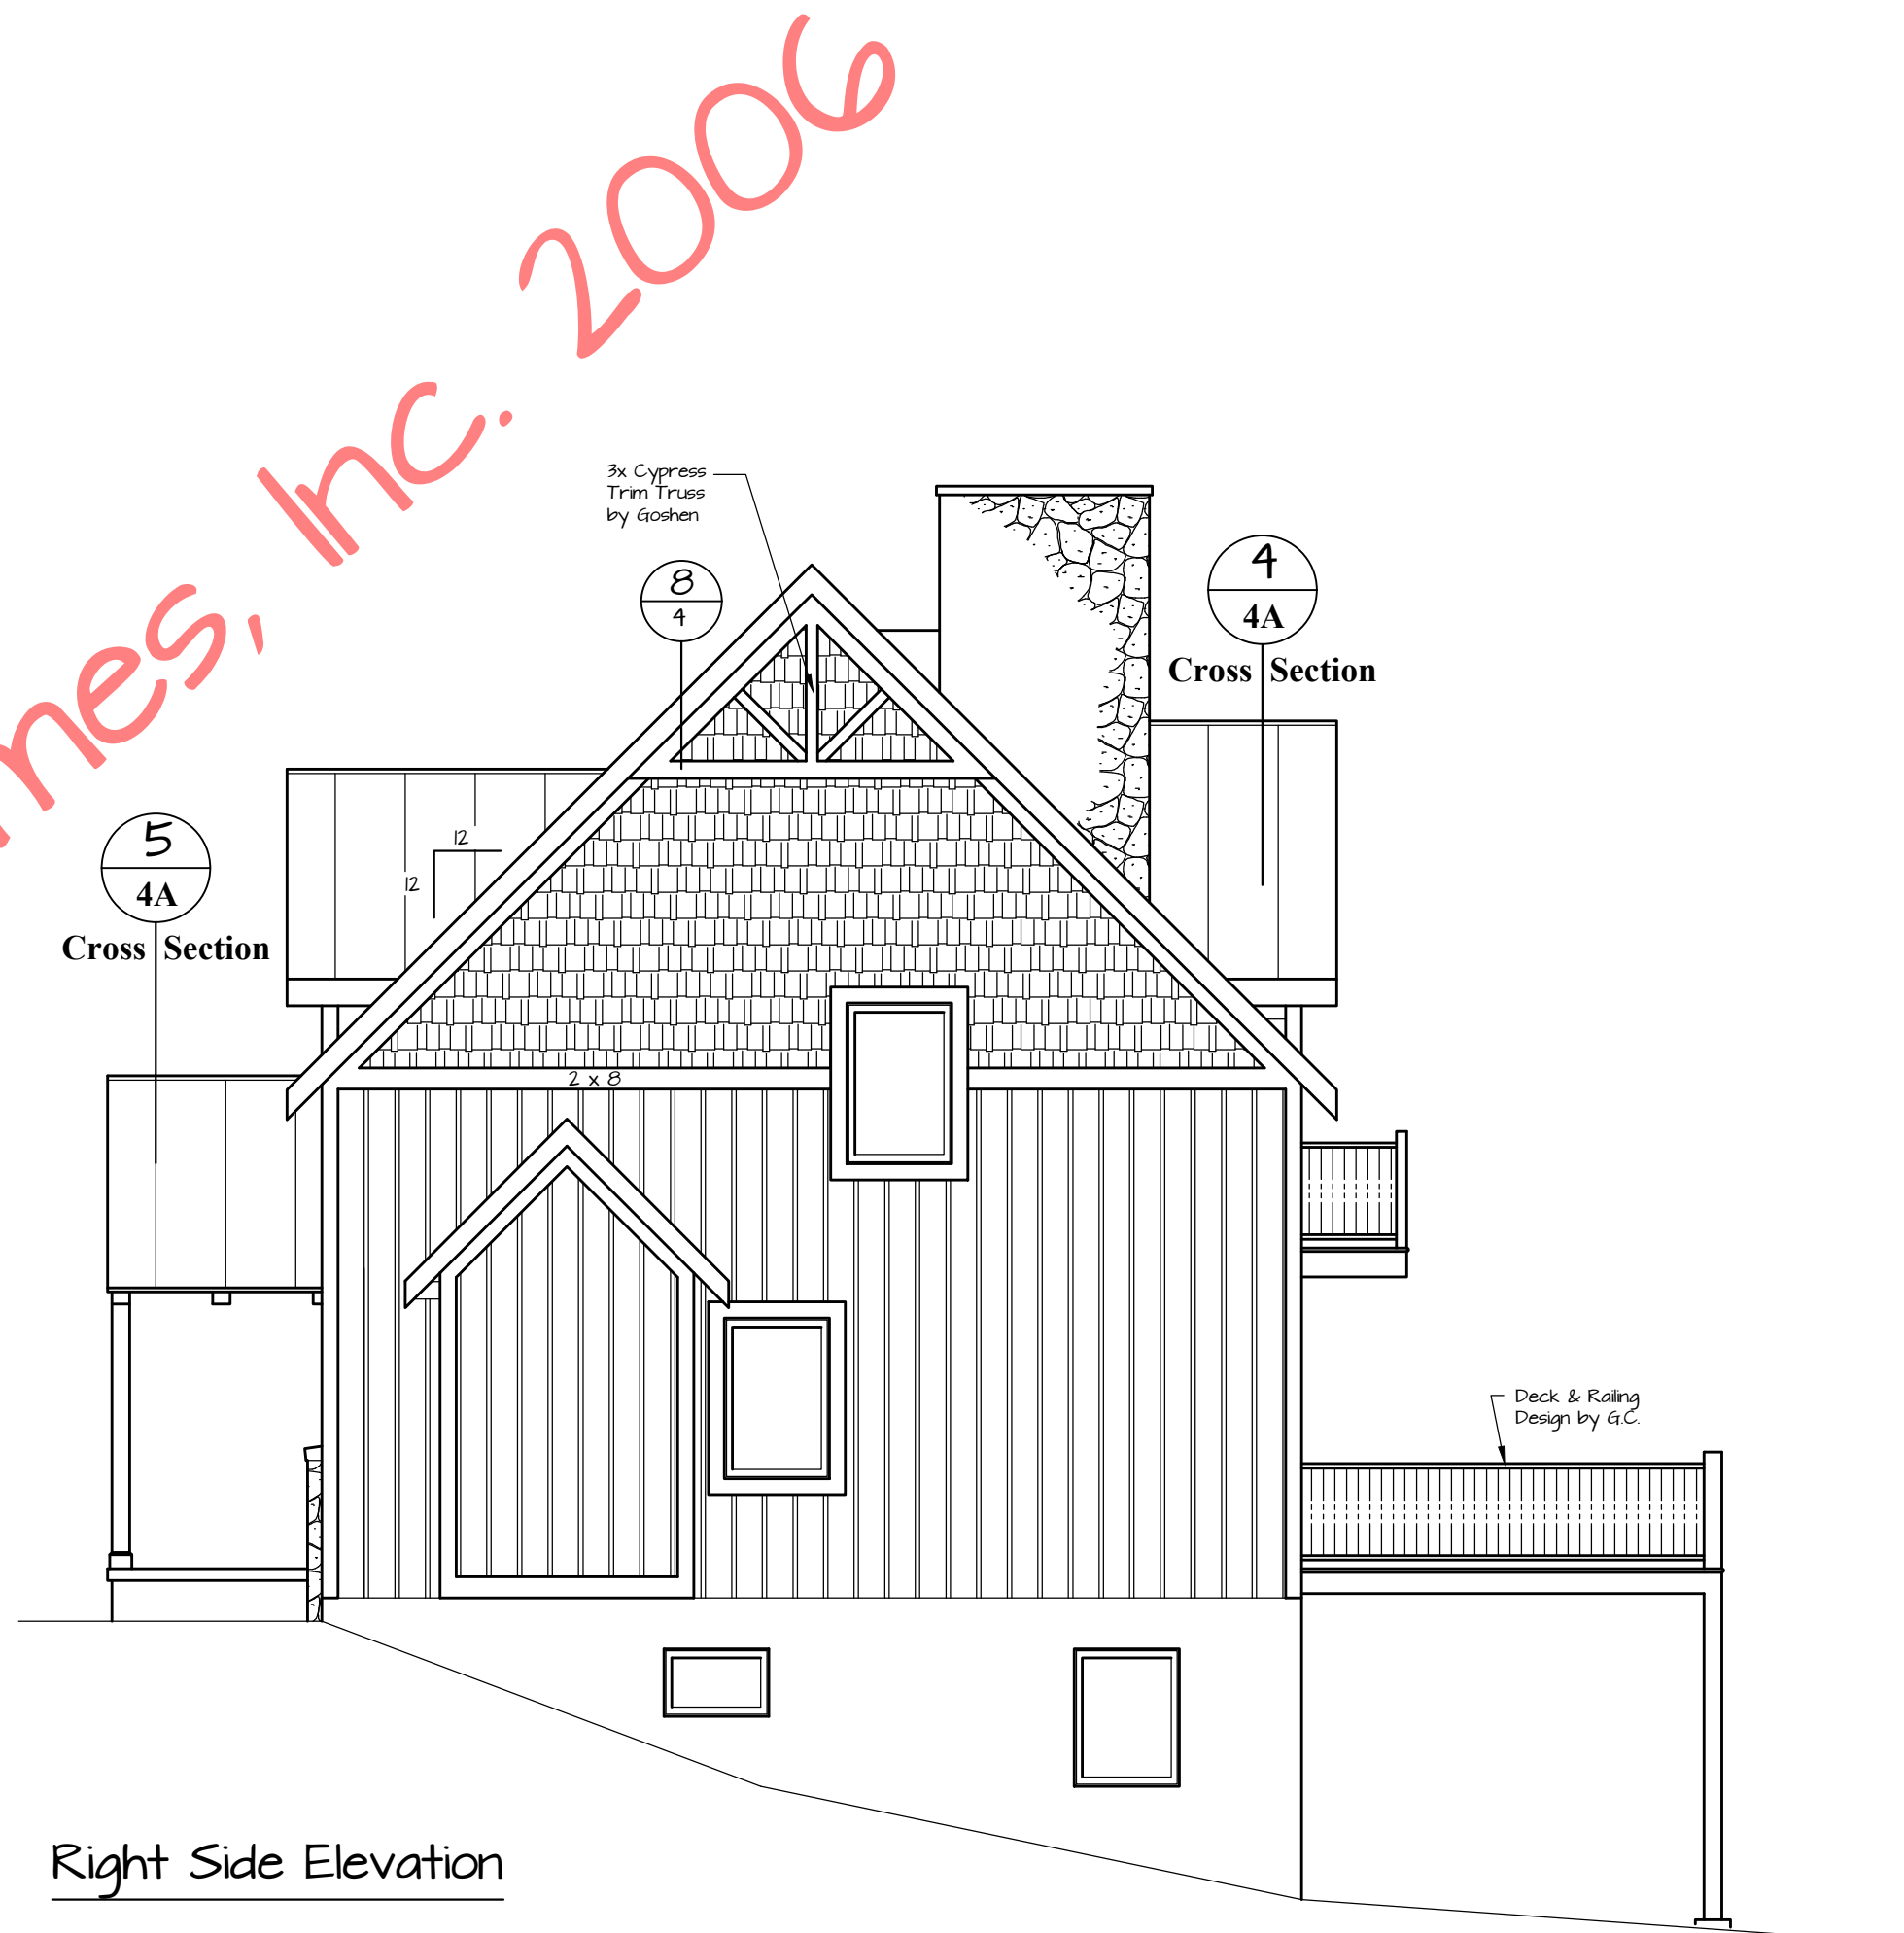 mes, Inc. 2006
3x Cypress
Trim Truss
by Goshen
8
4
4
4A
Cross Section
12
12
5
4A
Cross Section
2 x 8
Deck & Railing
Design by G.C.
Right Side Elevation